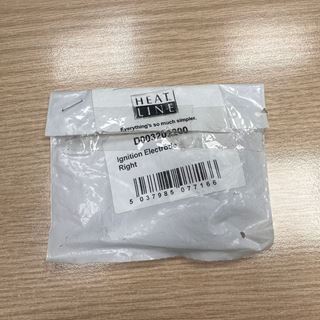 HEAT
LINE
Everything's so much simpler.
D003202300
Ignition Electrode
Right
5 037985 077166